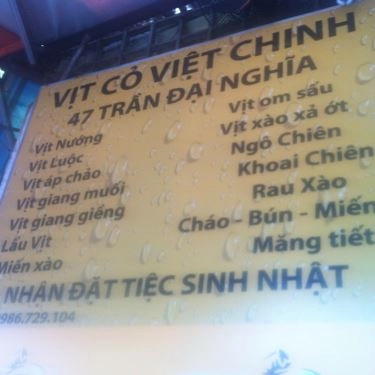 VỊT CỎ VIỆT CHINH
47 TRẦN ĐẠI NGHĨA
Vịt Nướng
Vịt Luộc
Vịt áp chảo
Vịt giang muối
Vịt giang giềng
Lẩu Vịt
Miến xào
Vịt om sấu
Vịt xào xả ớt
Ngô Chiên
Khoai Chiên
Rau Xào
Cháo - Bún - Miến
Măng tiết
NHẬN ĐẶT TIỆC SINH NHẬT
986.729.104